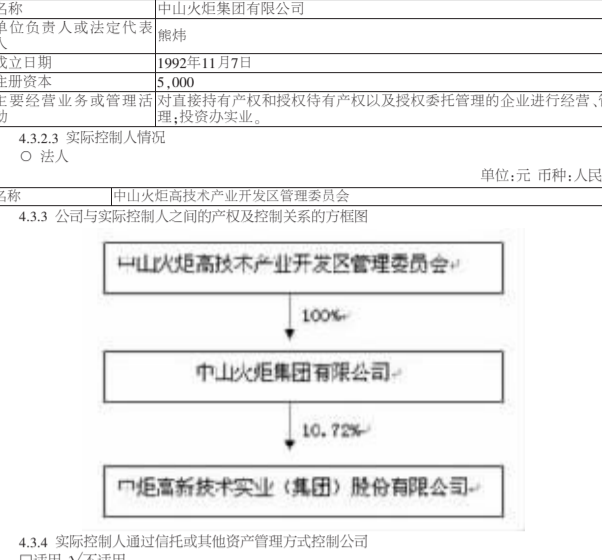 名称 中山火炬集团有限公司
单位负责人或法定代表
人 熊炜
成立日期 1992年11月7日
注册资本 5,000
主要经营业务或管理活 对直接持有产权和授权待有产权以及授权委托管理的企业进行经营、管
动 理;投资办实业。
4.3.2.3 实际控制人情况
○ 法人
单位:元 币种:人民
名称 中山火炬高技术产业开发区管理委员会
4.3.3 公司与实际控制人之间的产权及控制关系的方框图
中山火炬高技术产业开发区管理委员会
100%
中山火炬集团有限公司
10.72%
中炬高新技术实业（集团）股份有限公司
4.3.4 实际控制人通过信托或其他资产管理方式控制公司
□适用 √不适用